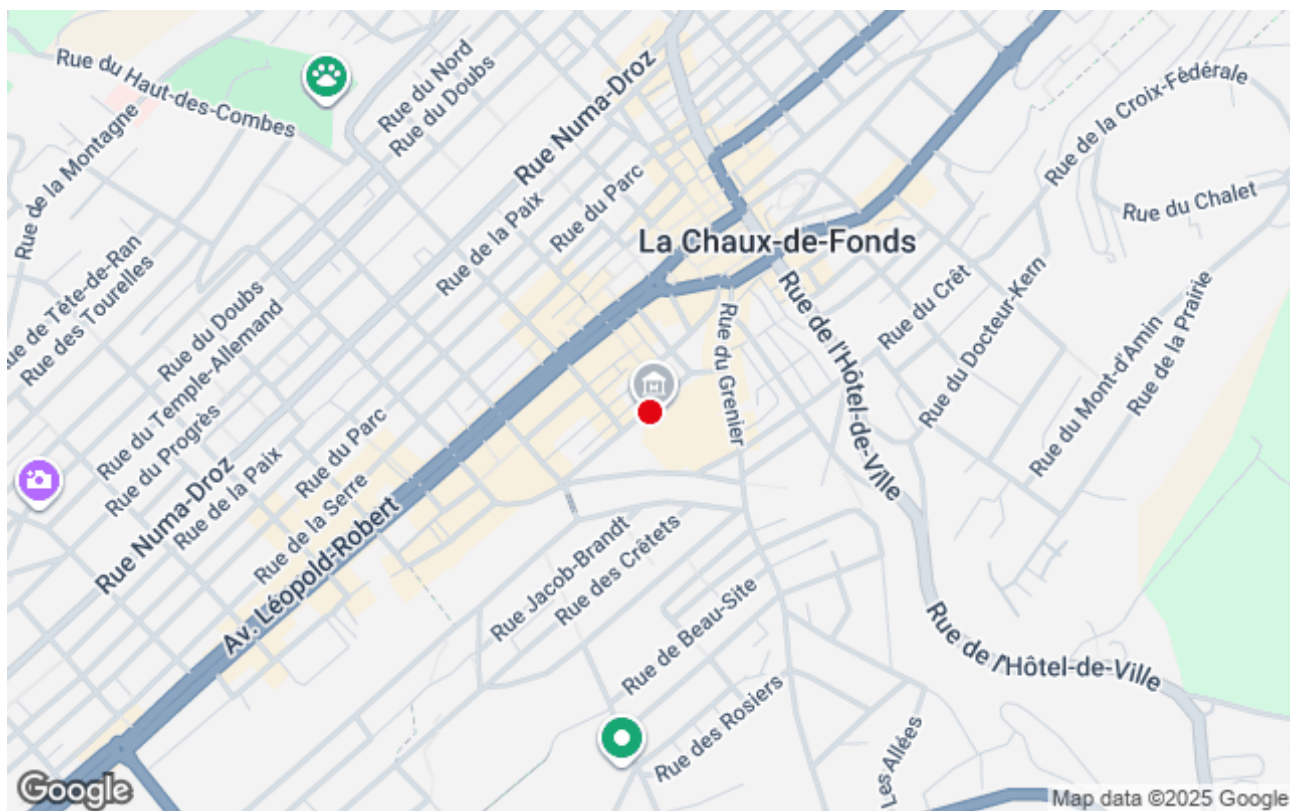 Rue du Haut-des-Combes
Rue du Nord
Rue du Doubs
Rue Numa-Droz
Rue de la Croix-Fédérale
Rue de la Montagne
Rue du Parc
Rue de la Paix
Rue du Chalet
La Chaux-de-Fonds
de Tête-de-Ran
Rue des Tourelles
Rue du Doubs
Rue du Temple-Allemand
Rue du Progrès
Rue Numa-Droz
Rue de la Paix
Rue du Parc
Rue de la Serre
Av. Léopold-Robert
Rue du Grenier
Rue de l'Hôtel-de-Ville
Rue du Crêt
Rue du Docteur-Kern
Rue du Mont-d'Amin
Rue de la Prairie
Rue Jacob-Brandt
Rue des Crêtets
Rue de Beau-Site
Rue des Rosiers
Rue de l'Hôtel-de-Ville
Les Allées
Google
Map data ©2025 Google